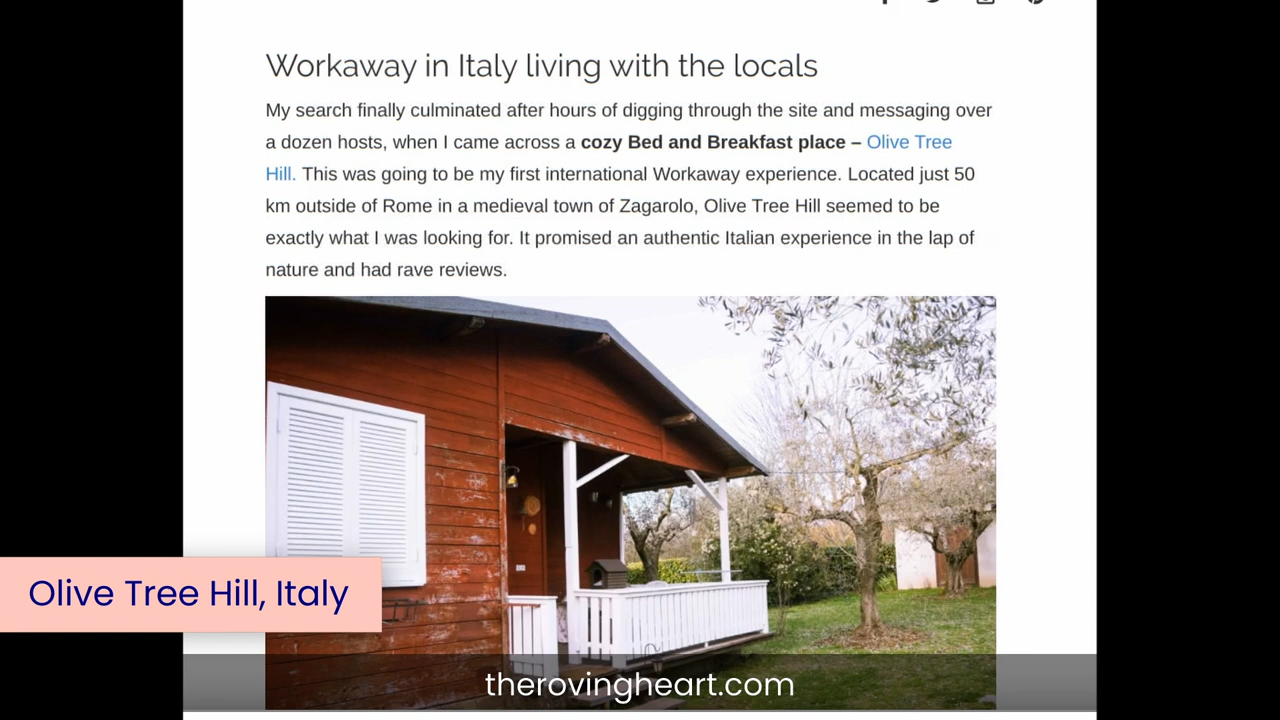 Workaway in Italy living with the locals
My search finally culminated after hours of digging through the site and messaging over
a dozen hosts, when I came across a cozy Bed and Breakfast place – Olive Tree
Hill. This was going to be my first international Workaway experience. Located just 50
km outside of Rome in a medieval town of Zagarolo, Olive Tree Hill seemed to be
exactly what I was looking for. It promised an authentic Italian experience in the lap of
nature and had rave reviews.
Olive Tree Hill, Italy
therovingheart.com